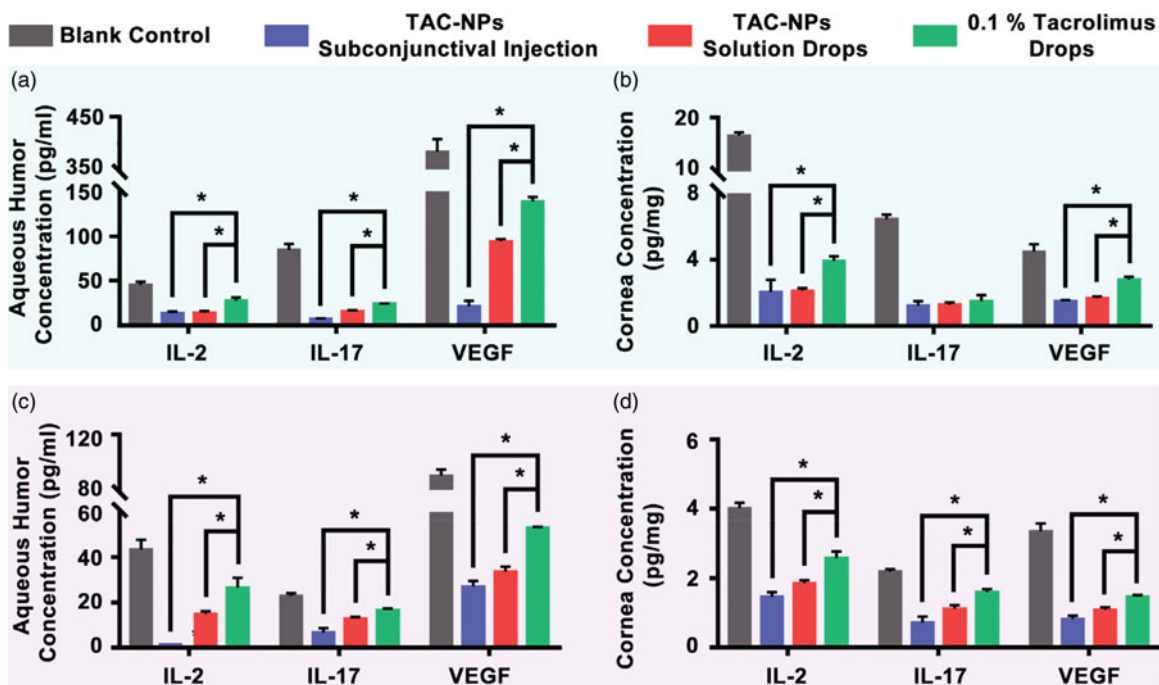 Blank Control
TAC-NPs
Subconjunctival Injection
TAC-NPs
Solution Drops
0.1 % Tacrolimus
Drops
(a)
Aqueous Humor
Concentration (pg/ml)
450
350
150
100
50
0
* * * * * *
IL-2 IL-17 VEGF
(b)
Cornea Concentration
(pg/mg)
20
16
8
4
0
* * * *
IL-2 IL-17 VEGF
(c)
Aqueous Humor
Concentration (pg/ml)
120
80
60
40
20
0
* * * * * *
IL-2 IL-17 VEGF
(d)
Cornea Concentration
(pg/mg)
6
4
2
0
* * * * * *
IL-2 IL-17 VEGF